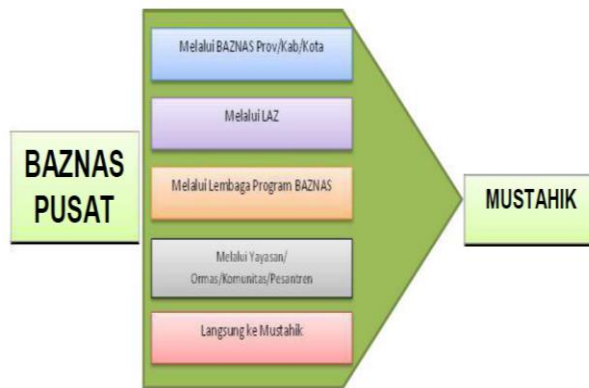 BAZNAS
PUSAT
Melalui BAZNAS Prov/Kab/Kota
Melalui LAZ
Melalui Lembaga Program BAZNAS
Melalui Yayasan/
Ormas/Komunitas/Pesantren
Langsung ke Mustahik
MUSTAHIK